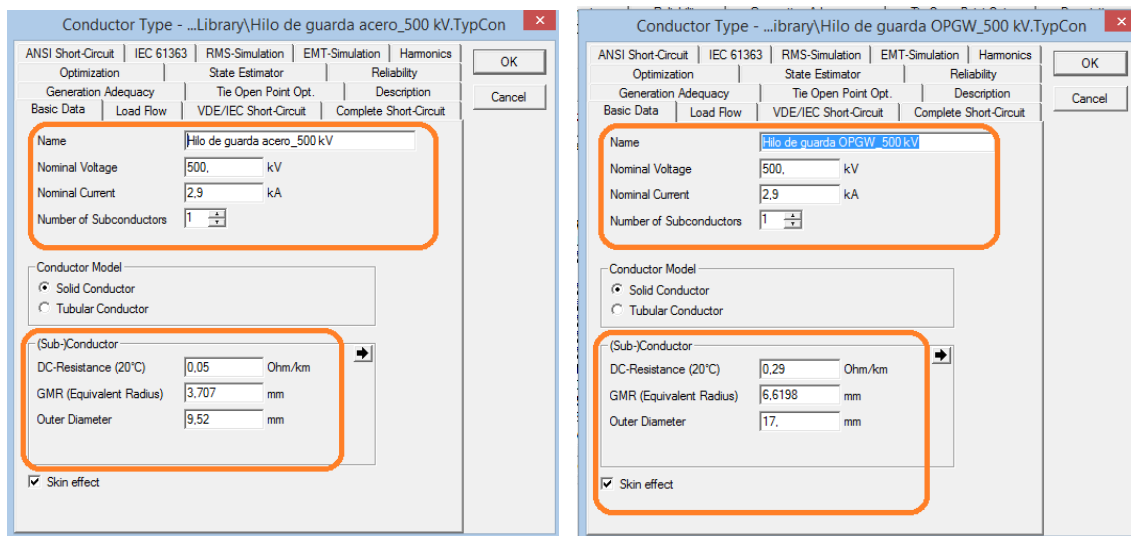 Conductor Type - ...Library\Hilo de guarda acero_500 kV.TypCon
ANSI Short-Circuit IEC 61363 RMS-Simulation EMT-Simulation Harmonics
Optimization State Estimator Reliability
Generation Adequacy Tie Open Point Opt. Description
Basic Data Load Flow VDE/IEC Short-Circuit Complete Short-Circuit
OK
Cancel
Name Hilo de guarda acero_500 kV
Nominal Voltage 500, kV
Nominal Current 2,9 kA
Number of Subconductors 1
Conductor Model
Solid Conductor
Tubular Conductor
(Sub-)Conductor
DC-Resistance (20°C) 0,05 Ohm/km
GMR (Equivalent Radius) 3,707 mm
Outer Diameter 9,52 mm
Skin effect
Conductor Type - ...ibrary\Hilo de guarda OPGW_500 kV.TypCon
ANSI Short-Circuit IEC 61363 RMS-Simulation EMT-Simulation Harmonics
Optimization State Estimator Reliability
Generation Adequacy Tie Open Point Opt. Description
Basic Data Load Flow VDE/IEC Short-Circuit Complete Short-Circuit
OK
Cancel
Name Hilo de guarda OPGW_500 kV
Nominal Voltage 500, kV
Nominal Current 2,9 kA
Number of Subconductors 1
Conductor Model
Solid Conductor
Tubular Conductor
(Sub-)Conductor
DC-Resistance (20°C) 0,29 Ohm/km
GMR (Equivalent Radius) 6,6198 mm
Outer Diameter 17, mm
Skin effect